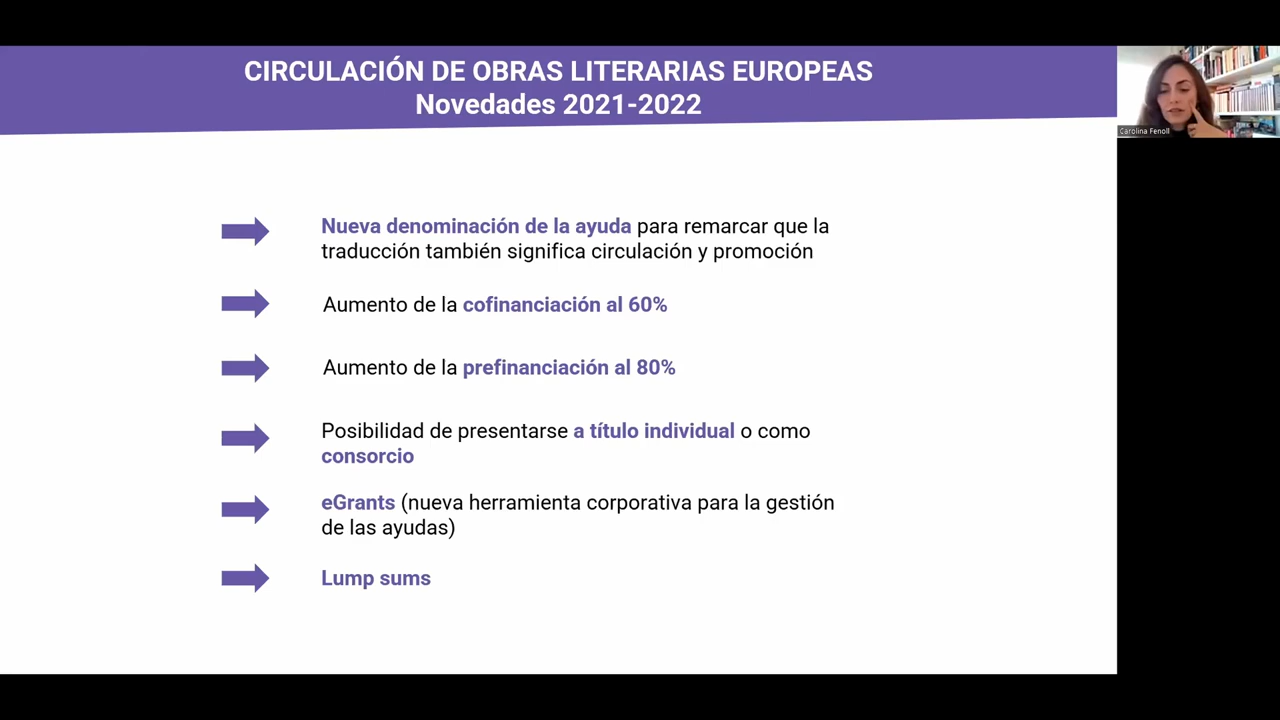 CIRCULACIÓN DE OBRAS LITERARIAS EUROPEAS
Novedades 2021-2022
Carolina Fenoll
Nueva denominación de la ayuda para remarcar que la
traducción también significa circulación y promoción
Aumento de la cofinanciación al 60%
Aumento de la prefinanciación al 80%
Posibilidad de presentarse a título individual o como
consorcio
eGrants (nueva herramienta corporativa para la gestión
de las ayudas)
Lump sums